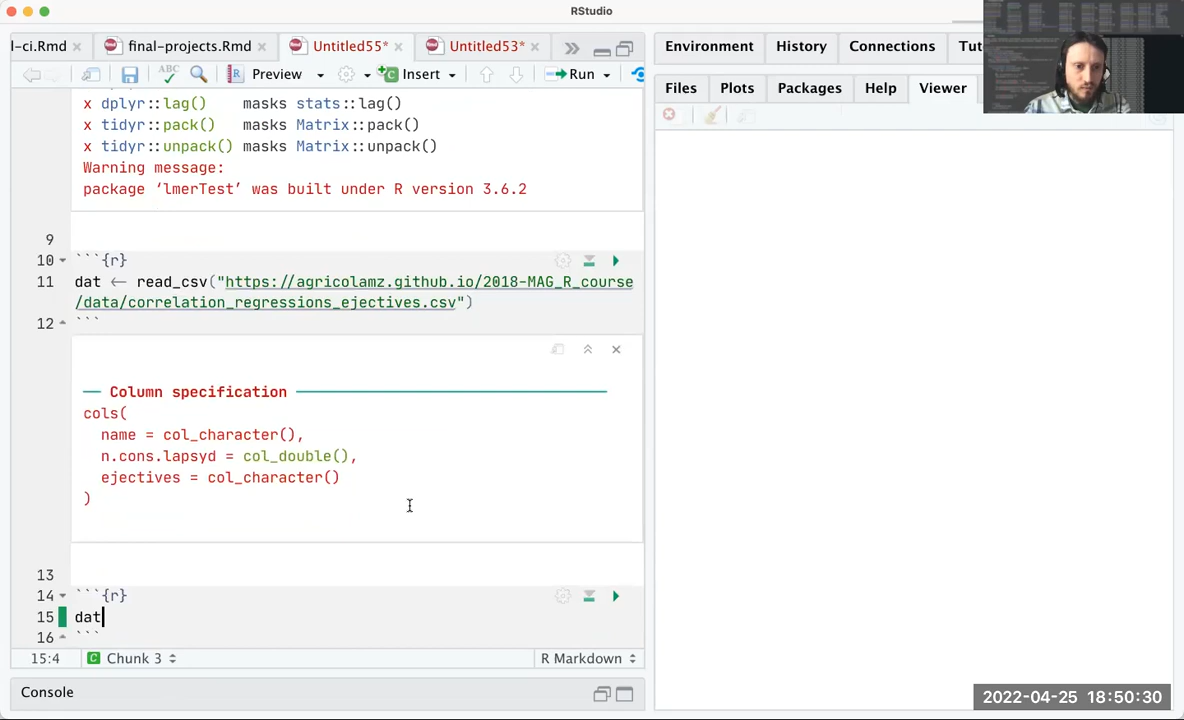 RStudio
l-ci.Rmd
final-projects.Rmd
Untitled55*
Untitled53*
Environment
History
Connections
Tut
ABC
Preview
Insert
Run
Files
Plots
Packages
Help
Viewer
x dplyr::lag() masks stats::lag()
x tidyr::pack() masks Matrix::pack()
x tidyr::unpack() masks Matrix::unpack()
Warning message:
package ‘lmerTest’ was built under R version 3.6.2
9
10 ```{r}
11 dat <- read_csv("https://agricolamz.github.io/2018-MAG_R_course
/data/correlation_regressions_ejectives.csv")
12 ```
── Column specification ──
cols(
name = col_character(),
n.cons.lapsyd = col_double(),
ejectives = col_character()
)
13
14 ```{r}
15 dat
16 ```
15:4
C Chunk 3
R Markdown
Console
2022-04-25 18:50:30